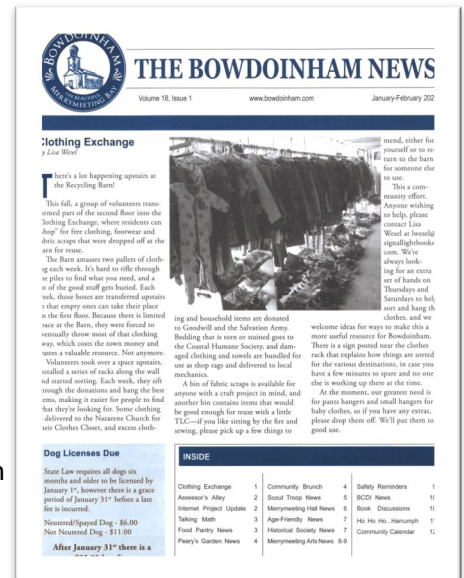 BOWDOINHAM
ON BEAUTIFUL
MERRYMEETING BAY
THE BOWDOINHAM NEWS
Volume 18, Issue 1 www.bowdoinham.com January-February 202
Clothing Exchange
y Lisa Wesel
There's a lot happening upstairs at
the Recycling Barn!
This fall, a group of volunteers trans-
rmed part of the second floor into the
lothing Exchange, where residents can
hop" for free clothing, footwear and
bric scraps that were dropped off at the
arn for reuse.
The Barn amasses two pallets of cloth-
g each week. It's hard to rifle through
e piles to find what you need, and a
t of the good stuff gets buried. Each
eek, those boxes are transferred upstairs
that empty ones can take their place
n the first floor. Because there is limited
ace at the Barn, they were forced to
entually throw most of that clothing
way, which costs the town money and
astes a valuable resource. Not anymore.
Volunteers took over a space upstairs,
stalled a series of racks along the wall
nd started sorting. Each week, they sift
rough the donations and hang the best
ems, making it easier for people to find
hat they're looking for. Some clothing
delivered to the Nazarene Church for
eir Clothes Closet, and excess cloth-
ing and household items are donated
to Goodwill and the Salvation Army.
Bedding that is torn or stained goes to
the Coastal Humane Society, and dam-
aged clothing and towels are bundled for
use as shop rags and delivered to local
mechanics.
A bin of fabric scraps is available for
anyone with a craft project in mind, and
another bin contains items that would
be good enough for reuse with a little
TLC—if you like sitting by the fire and
sewing, please pick up a few things to
mend, either for
yourself or to re-
turn to the barn
for someone else
to use.
This a com-
munity effort.
Anyone wishing
to help, please
contact Lisa
Wesel at lwesel@
signallightbooks
com. We're
always look-
ing for an extra
set of hands on
Thursdays and
Saturdays to help
sort and hang th
clothes, and we
welcome ideas for ways to make this a
more useful resource for Bowdoinham.
There is a sign posted near the clothes
rack that explains how things are sorted
for the various destinations, in case you
have a few minutes to spare and no one
else is working up there at the time.
At the moment, our greatest need is
for pants hangers and small hangers for
baby clothes, so if you have any extras,
please drop them off. We'll put them to
good use.
n
Dog Licenses Due
State Law requires all dogs six
months and older to be licensed by
January 1st, however there is a grace
period of January 31st before a late
fee is incurred.
Neutered/Spayed Dog - $6.00
Not Neutered Dog - $11.00
After January 31st there is a
INSIDE
Clothing Exchange 1
Assessor's Alley 2
Internet Project Update 2
Talking Math 3
Food Pantry News 3
Peary's Garden News 4
Community Brunch 4
Scout Troop News 5
Merrymeeting Hall News 6
Age-Friendly News 7
Historical Society News 7
Merrymeeting Arts News 8-9
Safety Reminders
BCDI News
Book Discussions
Ho Ho Ho...Harrumph
Community Calendar